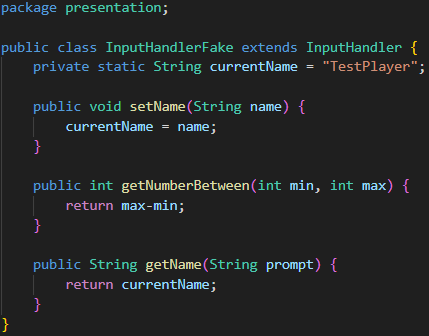 package presentation;
public class InputHandlerFake extends InputHandler {
private static String currentName = "TestPlayer";
public void setName(String name) {
currentName = name;
}
public int getNumberBetween(int min, int max) {
return max-min;
}
public String getName(String prompt) {
return currentName;
}
}